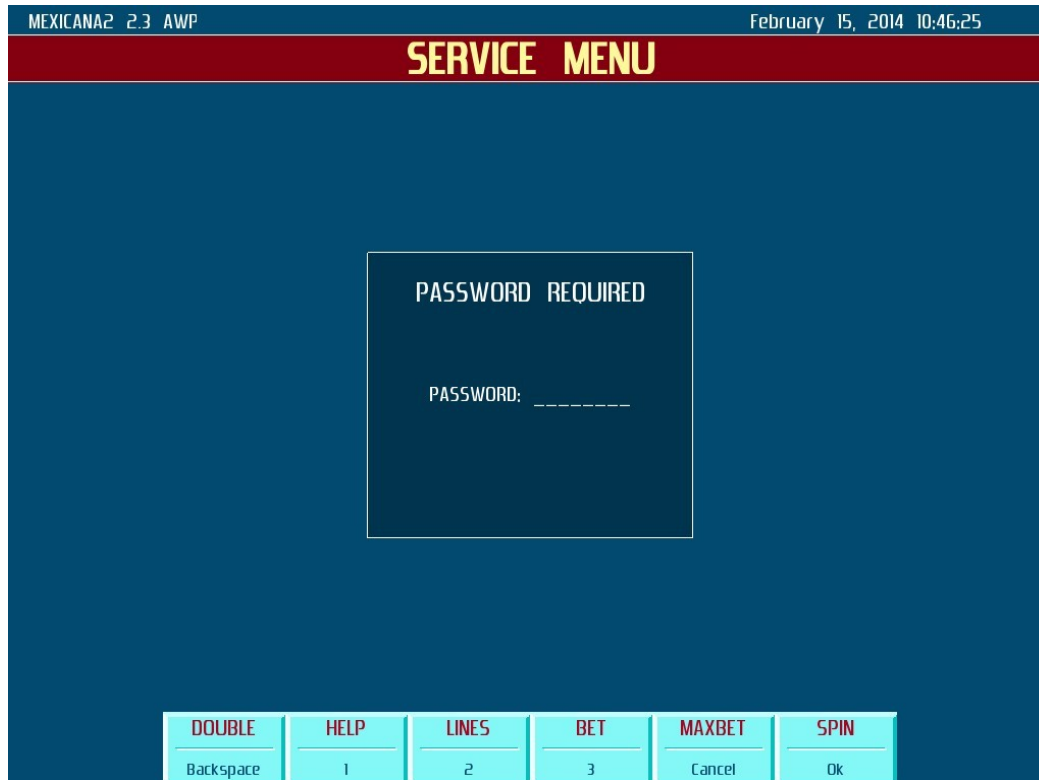 MEXICANA2 2.3 AWP February 15, 2014 10:46:25
SERVICE MENU
PASSWORD REQUIRED
PASSWORD: ________
DOUBLE HELP LINES BET MAXBET SPIN
Backspace 1 2 3 Cancel Ok